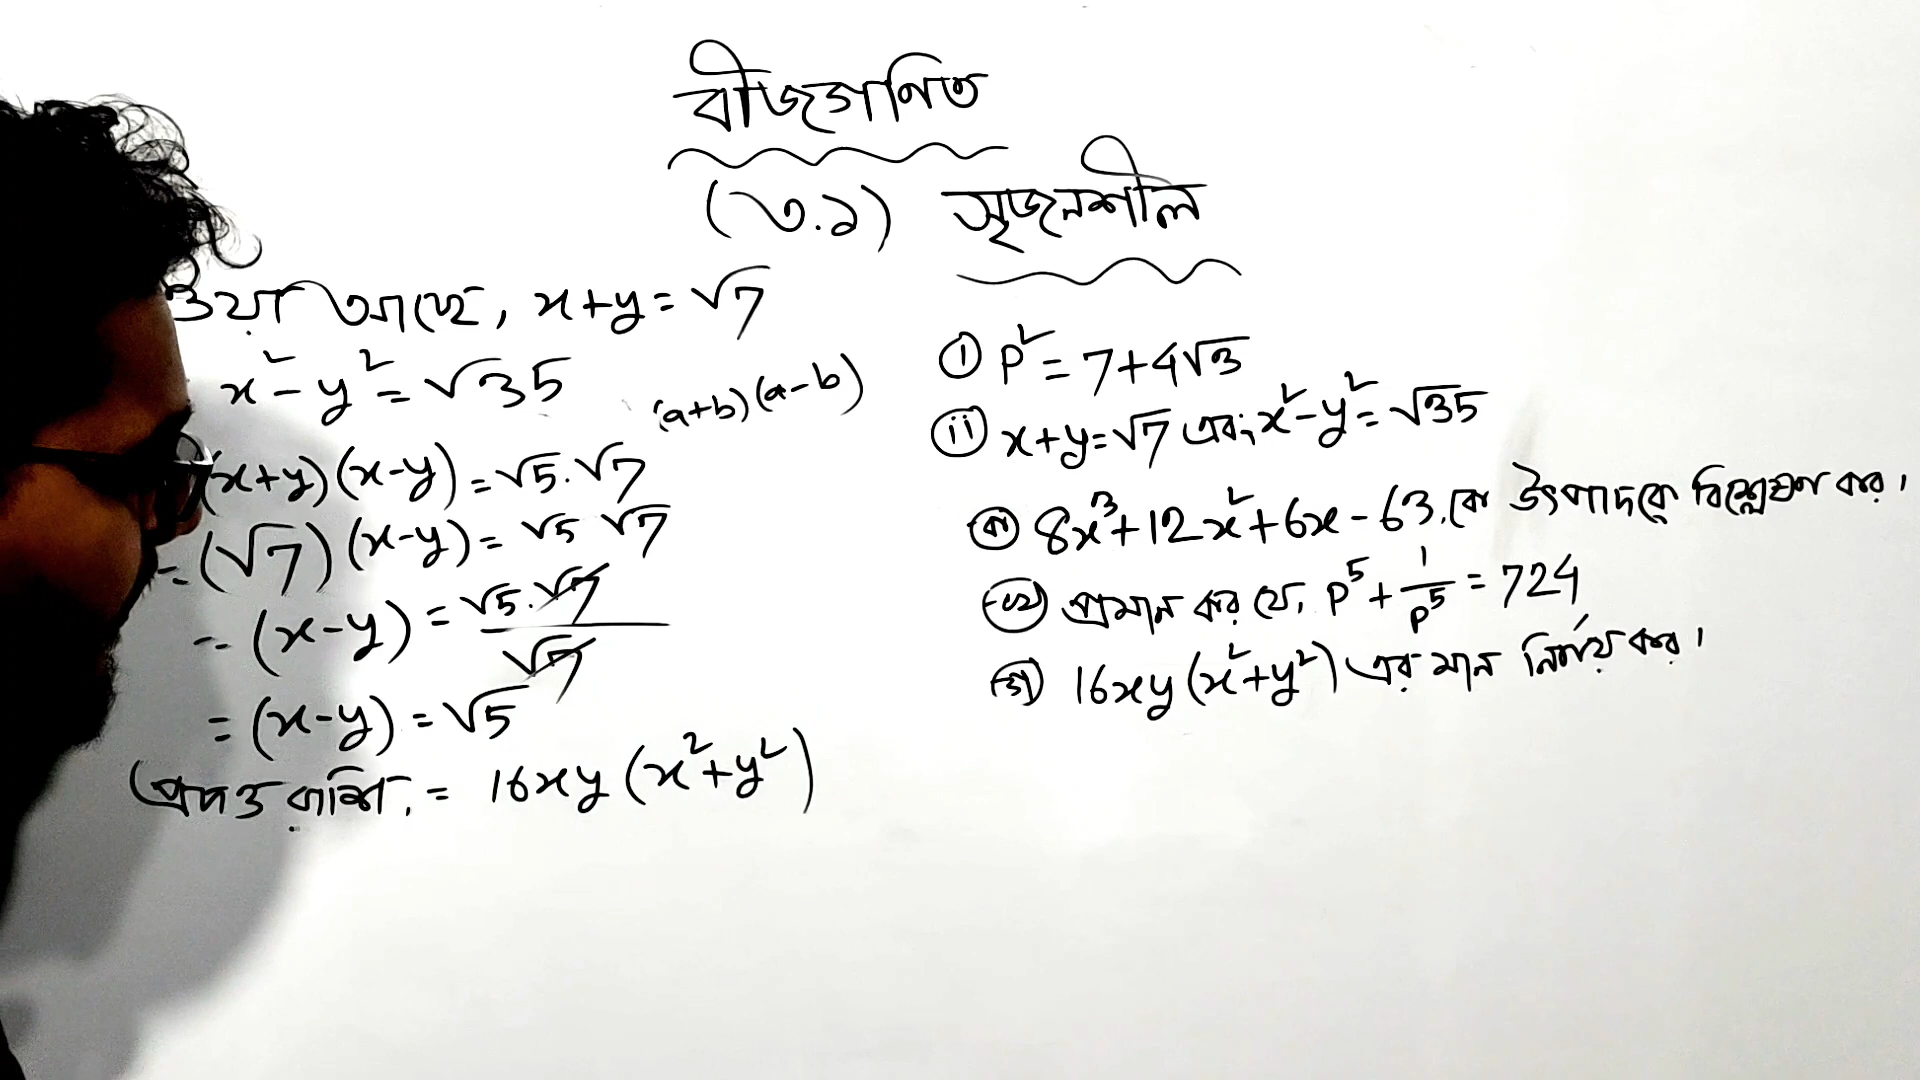 বীজগণিত
(৩.১) সৃজনশীল
ওয়া আছে, x+y=√7
x²-y²=√35
(a+b)(a-b)
(x+y)(x-y)=√5.√7
=(√7)(x-y)=√5 √7
=(x-y)=√5.√7/√7
=(x-y)=√5
প্রদত্ত রাশি,= 16xy(x²+y²)
(i) P²=7+4√3
(ii) x+y=√7 এবং x²-y²=√35
(ক) 8x³+12x²+6x-63. কে উৎপাদকে বিশ্লেষণ কর।
(খ) প্রমান কর যে, P⁵+1/P⁵=724
(গ) 16xy(x²+y²) এর মান নির্ণয় কর।